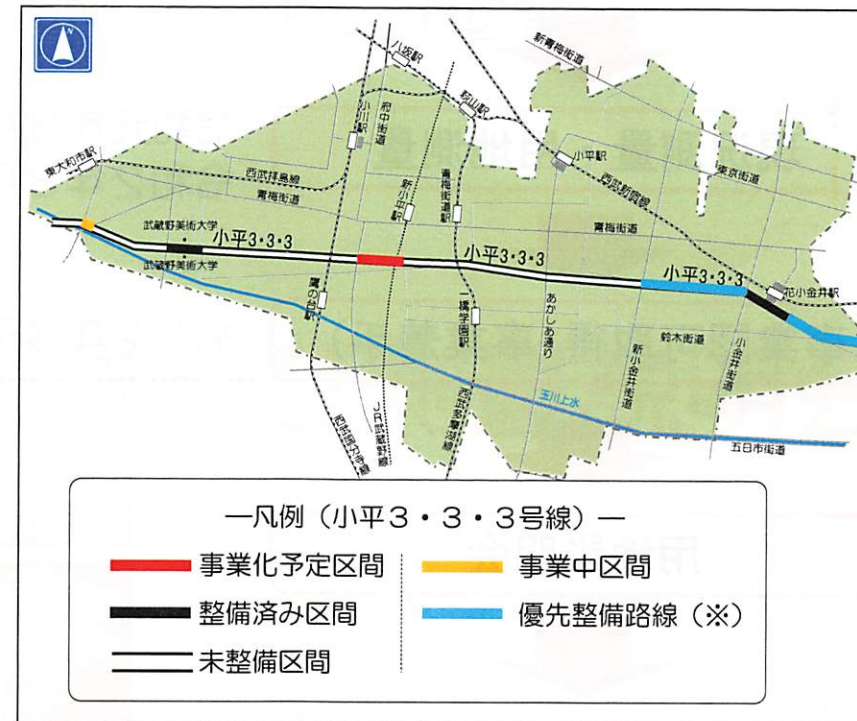 N
八坂駅
新青梅街道
萩山駅
小川駅
府中街道
東大和市駅
小平駅
西武拝島線
青梅街道
新小平駅
青梅街道駅
西武新宿線
東京街道
武蔵野美術大学
小平3・3・3
青梅街道
小平3・3・3
武蔵野美術大学
小平3・3・3
花小金井駅
鷹の台駅
一橋学園駅
あかしあ通り
新小金井街道
鈴木街道
小金井街道
玉川上水
西武国分寺線
JR武蔵野線
西武多摩湖線
五日市街道
―凡例(小平3・3・3号線)―
事業化予定区間
事業中区間
整備済み区間
優先整備路線(※)
未整備区間